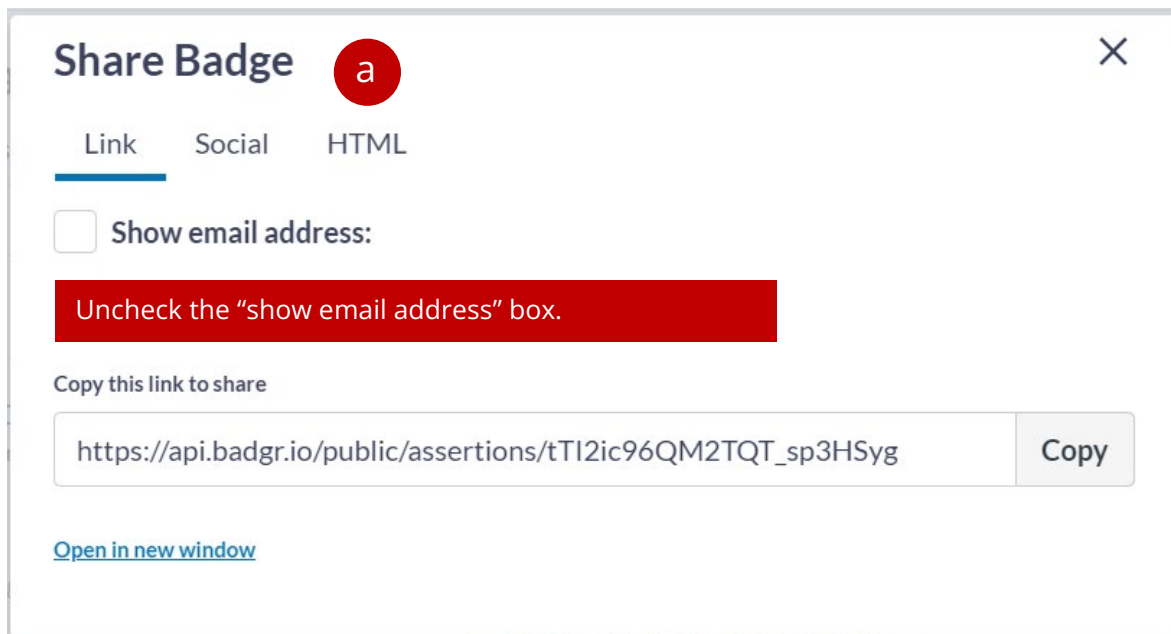 Share Badge a
Link Social HTML
Show email address:
Uncheck the “show email address” box.
Copy this link to share
https://api.badgr.io/public/assertions/tTI2ic96QM2TQT_sp3HSyg Copy
Open in new window